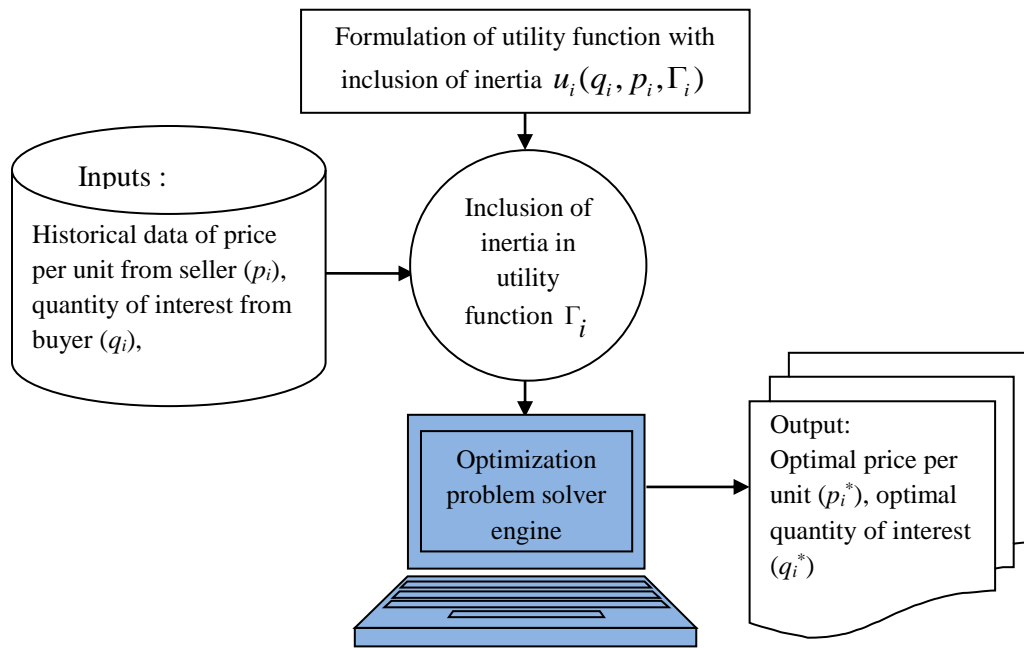 Formulation of utility function with
inclusion of inertia u_i(q_i, p_i, Γ_i)
Inputs :
Historical data of price
per unit from seller (p_i),
quantity of interest from
buyer (q_i),
Inclusion of
inertia in
utility
function Γ_i
Optimization
problem solver
engine
Output:
Optimal price per
unit (p_i^*), optimal
quantity of interest
(q_i^*)